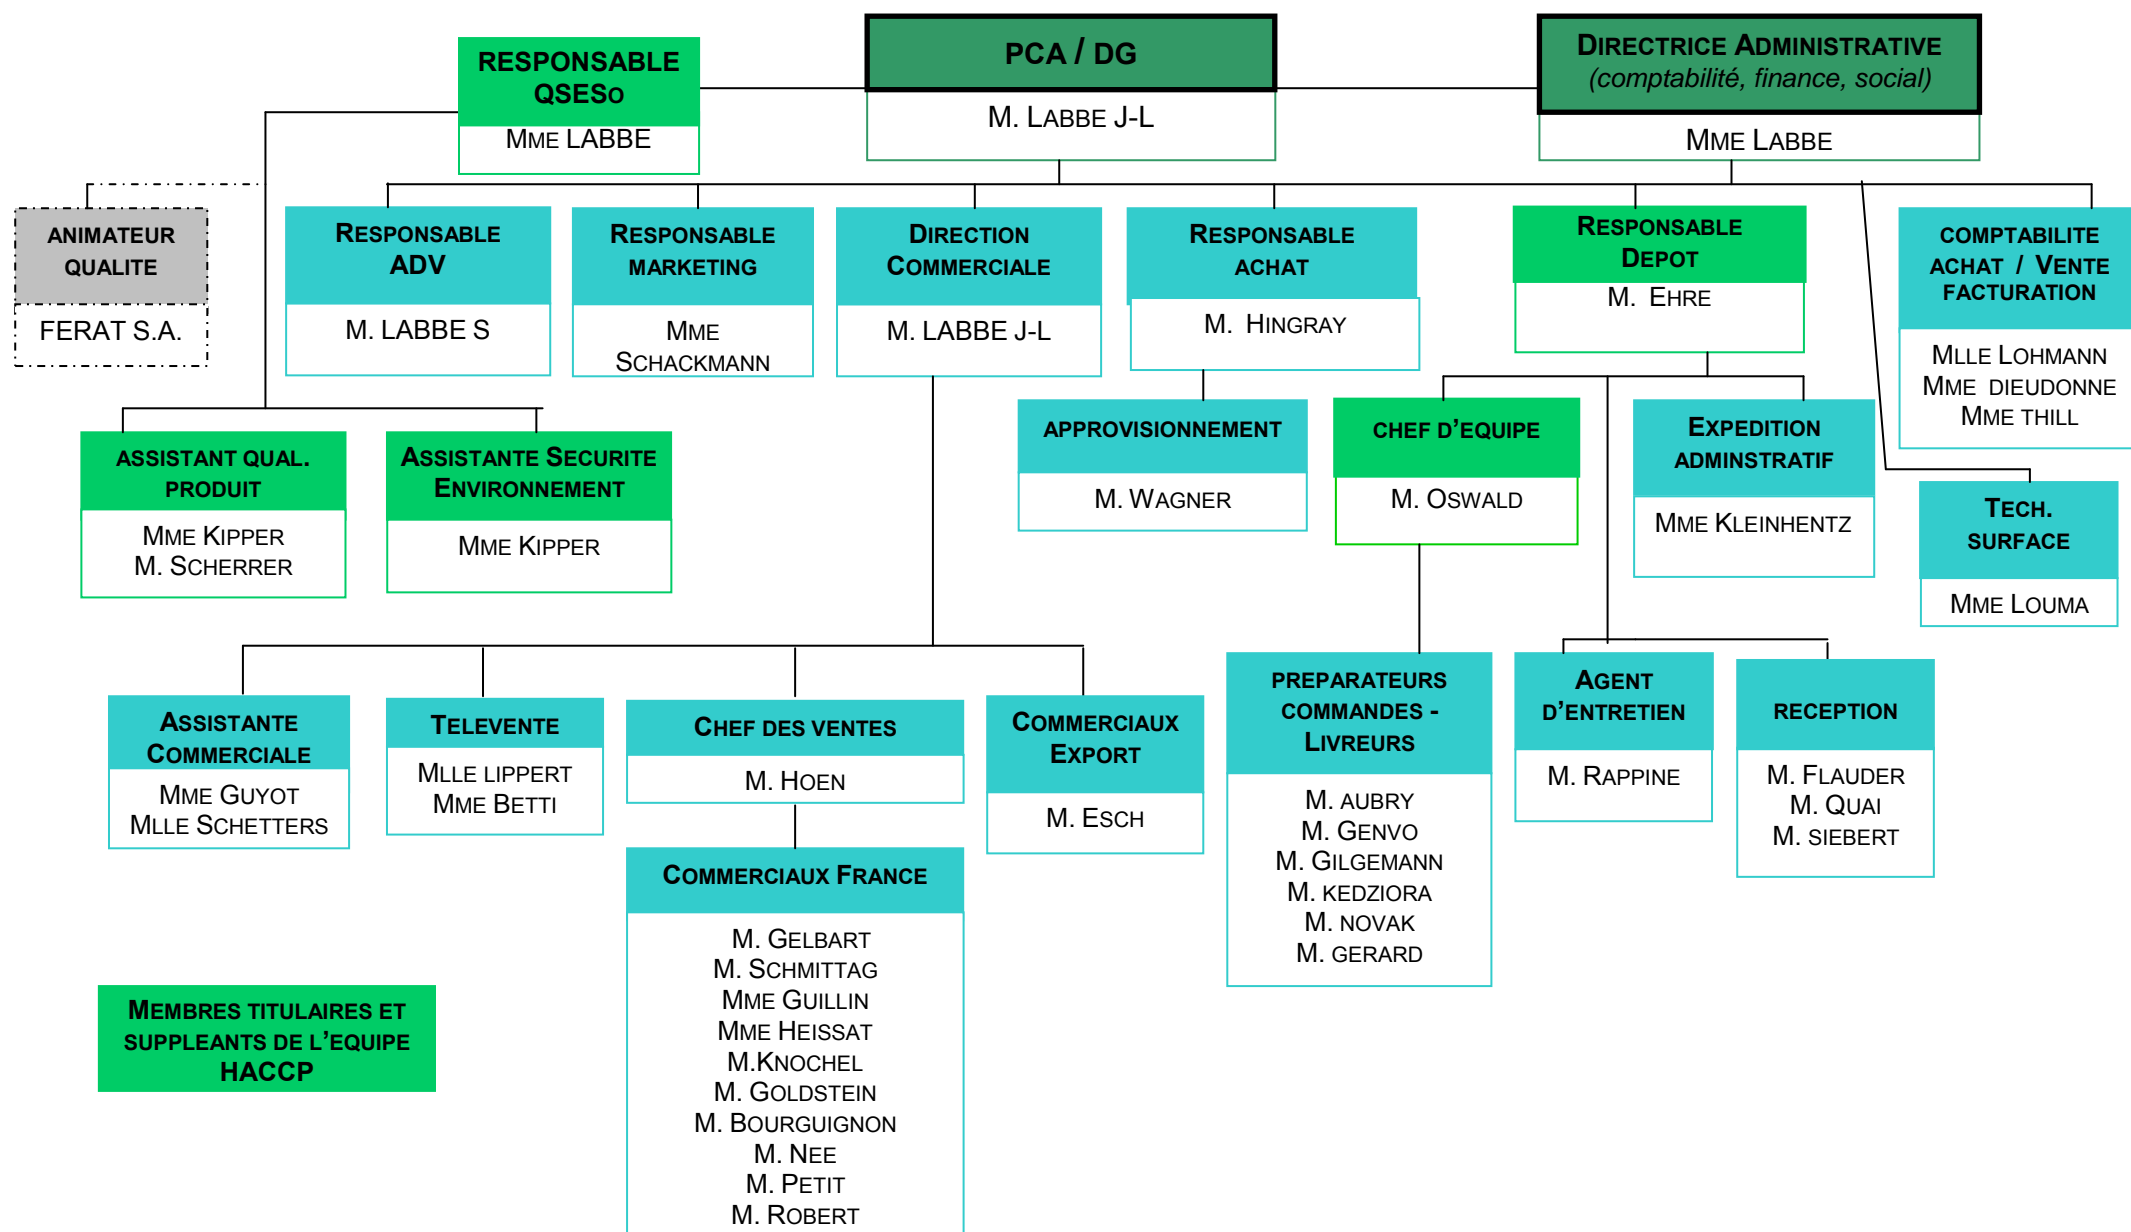 RESPONSABLE
QSESO
MME LABBE
PCA / DG
M. LABBE J-L
DIRECTRICE ADMINISTRATIVE
(comptabilité, finance, social)
MME LABBE
ANIMATEUR
QUALITE
FERAT S.A.
RESPONSABLE
ADV
M. LABBE S
RESPONSABLE
MARKETING
MME
SCHACKMANN
DIRECTION
COMMERCIALE
M. LABBE J-L
RESPONSABLE
ACHAT
M. HINGRAY
RESPONSABLE
DEPOT
M. EHRE
COMPTABILITE
ACHAT / VENTE
FACTURATION
MLLE LOHMANN
MME DIEUDONNE
MME THILL
ASSISTANT QUAL.
PRODUIT
MME KIPPER
M. SCHERRER
ASSISTANTE SECURITE
ENVIRONNEMENT
MME KIPPER
APPROVISIONNEMENT
M. WAGNER
CHEF D'EQUIPE
M. OSWALD
EXPEDITION
ADMINSTRATIF
MME KLEINHENTZ
TECH.
SURFACE
MME LOUMA
ASSISTANTE
COMMERCIALE
MME GUYOT
MLLE SCHETTERS
TELEVENTE
MLLE LIPPERT
MME BETTI
CHEF DES VENTES
M. HOEN
COMMERCIAUX
EXPORT
M. ESCH
PREPARATEURS
COMMANDES -
LIVREURS
M. AUBRY
M. GENVO
M. GILGEMANN
M. KEDZIORA
M. NOVAK
M. GERARD
AGENT
D'ENTRETIEN
M. RAPPINE
RECEPTION
M. FLAUDER
M. QUAI
M. SIEBERT
COMMERCIAUX FRANCE
M. GELBART
M. SCHMITTAG
MME GUILLIN
MME HEISSAT
M.KNOCHEL
M. GOLDSTEIN
M. BOURGUIGNON
M. NEE
M. PETIT
M. ROBERT
MEMBRES TITULAIRES ET
SUPPLEANTS DE L'EQUIPE
HACCP